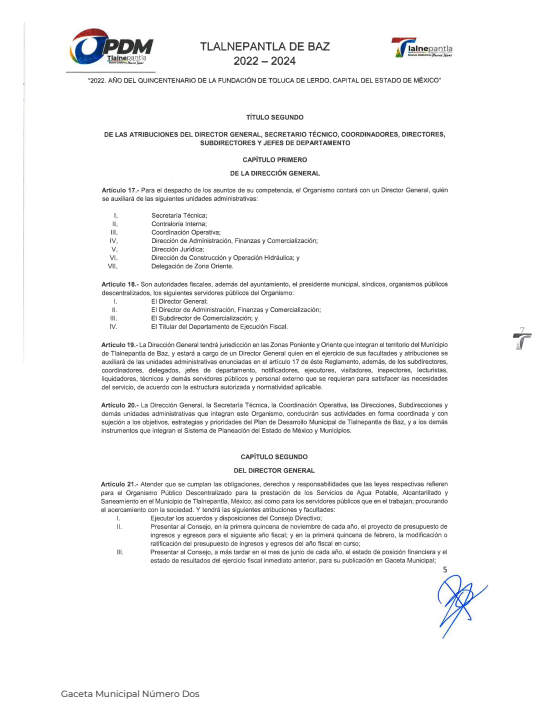 OPDM
Tlalnepantla
TLALNEPANTLA DE BAZ
2022 – 2024
Tlalnepantla
"2022. AÑO DEL QUINCENTENARIO DE LA FUNDACIÓN DE TOLUCA DE LERDO, CAPITAL DEL ESTADO DE MÉXICO"
TÍTULO SEGUNDO
DE LAS ATRIBUCIONES DEL DIRECTOR GENERAL, SECRETARIO TÉCNICO, COORDINADORES, DIRECTORES,
SUBDIRECTORES Y JEFES DE DEPARTAMENTO
CAPÍTULO PRIMERO
DE LA DIRECCIÓN GENERAL
Artículo 17.- Para el despacho de los asuntos de su competencia, el Organismo contará con un Director General, quién
se auxiliará de las siguientes unidades administrativas:
I. Secretaría Técnica;
II. Contraloría interna;
III. Coordinación Operativa;
IV. Dirección de Administración, Finanzas y Comercialización;
V. Dirección Jurídica;
VI. Dirección de Construcción y Operación Hidráulica; y
VII. Delegación de Zona Oriente.
Artículo 18.- Son autoridades fiscales, además del ayuntamiento, el presidente municipal, síndicos, organismos públicos
descentralizados, los siguientes servidores públicos del Organismo:
I. El Director General;
II. El Director de Administración, Finanzas y Comercialización;
III. El Subdirector de Comercialización; y
IV. El Titular del Departamento de Ejecución Fiscal.
7
Artículo 19.- La Dirección General tendrá jurisdicción en las Zonas Poniente y Oriente que integran el territorio del Municipio
de Tlalnepantla de Baz, y estará a cargo de un Director General quien en el ejercicio de sus facultades y atribuciones se
auxiliará de las unidades administrativas enunciadas en el artículo 17 de éste Reglamento, además, de los subdirectores,
coordinadores, delegados, jefes de departamento, notificadores, ejecutores, visitadores, inspectores, lecturistas,
liquidadores, técnicos y demás servidores públicos y personal externo que se requieran para satisfacer las necesidades
del servicio, de acuerdo con la estructura autorizada y normatividad aplicable.
Artículo 20.- La Dirección General, la Secretaría Técnica, la Coordinación Operativa, las Direcciones, Subdirecciones y
demás unidades administrativas que integran este Organismo, conducirán sus actividades en forma coordinada y con
sujeción a los objetivos, estrategias y prioridades del Plan de Desarrollo Municipal de Tlalnepantla de Baz, y a los demás
instrumentos que integran el Sistema de Planeación del Estado de México y Municipios.
CAPÍTULO SEGUNDO
DEL DIRECTOR GENERAL
Artículo 21.- Atender que se cumplan las obligaciones, derechos y responsabilidades que las leyes respectivas refieren
para el Organismo Público Descentralizado para la prestación de los Servicios de Agua Potable, Alcantarillado y
Saneamiento en el Municipio de Tlalnepantla, México; así como para los servidores públicos que en el trabajan; procurando
el acercamiento con la sociedad. Y tendrá las siguientes atribuciones y facultades:
I. Ejecutar los acuerdos y disposiciones del Consejo Directivo;
II. Presentar al Consejo, en la primera quincena de noviembre de cada año, el proyecto de presupuesto de
ingresos y egresos para el siguiente año fiscal; y en la primera quincena de febrero, la modificación o
ratificación del presupuesto de ingresos y egresos del año fiscal en curso;
III. Presentar al Consejo, a más tardar en el mes de junio de cada año, el estado de posición financiera y el
estado de resultados del ejercicio fiscal inmediato anterior, para su publicación en Gaceta Municipal;
5
Gaceta Municipal Número Dos